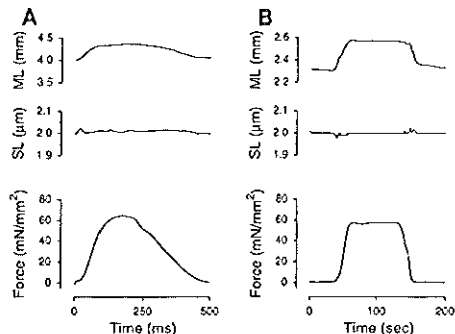 A
B
ML (mm)
4.5
4.0
3.5
ML (mm)
2.6
2.4
2.2
SL (µm)
2.1
2.0
1.9
SL (µm)
2.1
2.0
1.9
Force (mN/mm²)
80
60
40
20
0
Force (mN/mm²)
80
60
40
20
0
0 250 500
Time (ms)
0 100 200
Time (sec)